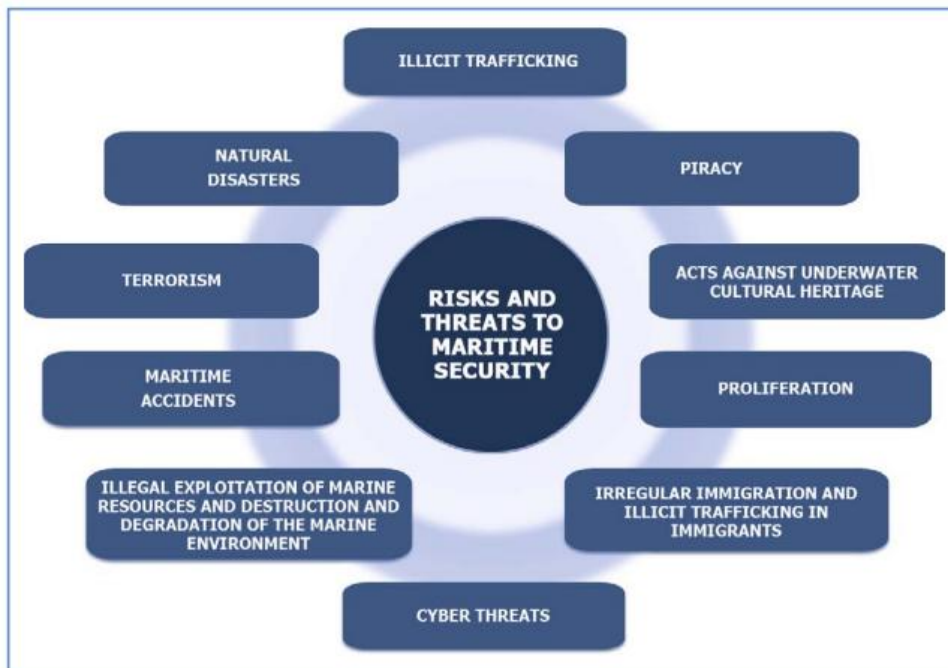 ILLICIT TRAFFICKING
NATURAL
DISASTERS
PIRACY
TERRORISM
ACTS AGAINST UNDERWATER
CULTURAL HERITAGE
RISKS AND
THREATS TO
MARITIME
SECURITY
MARITIME
ACCIDENTS
PROLIFERATION
ILLEGAL EXPLOITATION OF MARINE
RESOURCES AND DESTRUCTION AND
DEGRADATION OF THE MARINE
ENVIRONMENT
IRREGULAR IMMIGRATION AND
ILLICIT TRAFFICKING IN
IMMIGRANTS
CYBER THREATS